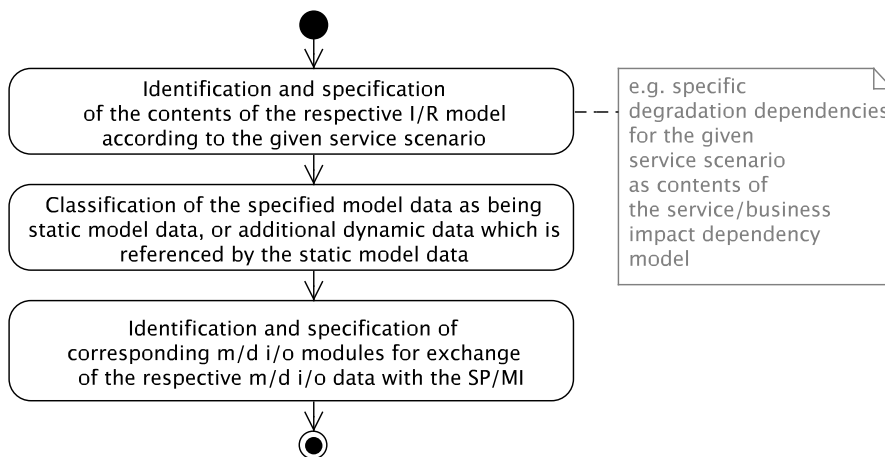 Identification and specification
of the contents of the respective I/R model
according to the given service scenario
e.g. specific
degradation dependencies
for the given
service scenario
as contents of
the service/business
impact dependency
model
Classification of the specified model data as being
static model data, or additional dynamic data which is
referenced by the static model data
Identification and specification of
corresponding m/d i/o modules for exchange
of the respective m/d i/o data with the SP/MI